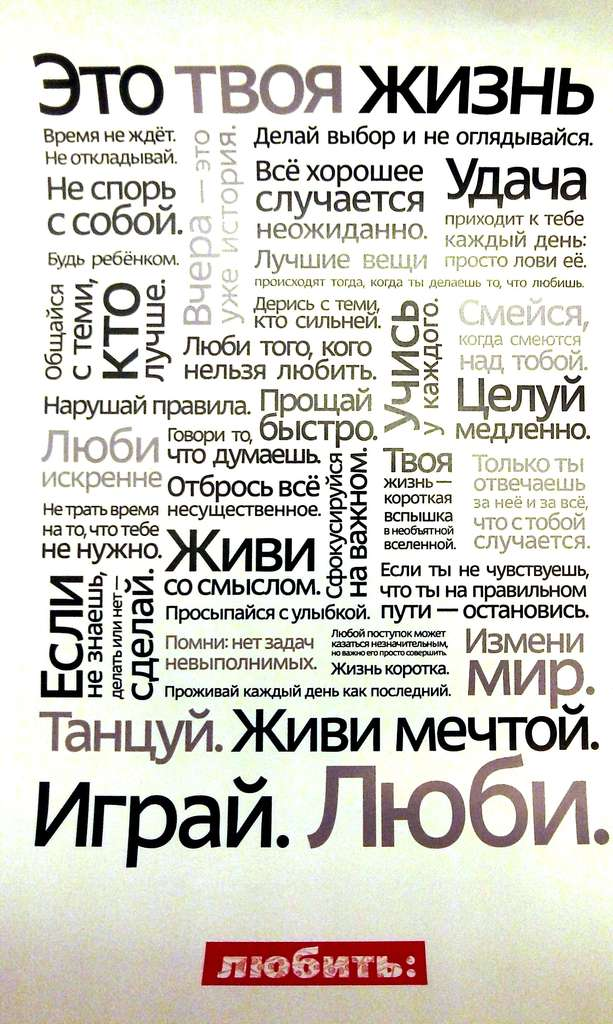 Это твоя жизнь
Время не ждёт.
Не откладывай.
Не спорь
с собой.
Будь ребёнком.
Вчера — это
уже история.
Делай выбор и не оглядывайся.
Всё хорошее
случается
неожиданно.
Удача
приходит к тебе
каждый день:
просто лови её.
Лучшие вещи
происходят тогда, когда ты делаешь то, что любишь.
Общайся
с теми,
кто
лучше.
Дерись с теми,
кто сильней.
Люби того, кого
нельзя любить.
Учись
у каждого.
Смейся,
когда смеются
над тобой.
Нарушай правила.
Прощай
быстро.
Целуй
медленно.
Люби
искренне
Говори то,
что думаешь.
Отбрось всё
несущественное.
Сфокусируйся
на важном.
Твоя
жизнь —
короткая
вспышка
в необъятной
вселенной.
Только ты
отвечаешь
за неё и за всё,
что с тобой
случается.
Не трать время
на то, что тебе
не нужно.
Живи
со смыслом.
Просыпайся с улыбкой.
Если ты не чувствуешь,
что ты на правильном
пути — остановись.
Если
не знаешь,
делать или нет —
сделай.
Помни: нет задач
невыполнимых.
Любой поступок может
казаться незначительным,
но важно его просто совершить.
Жизнь коротка.
Проживай каждый день как последний.
Измени
мир.
Танцуй. Живи мечтой.
Играй. Люби.
любить: